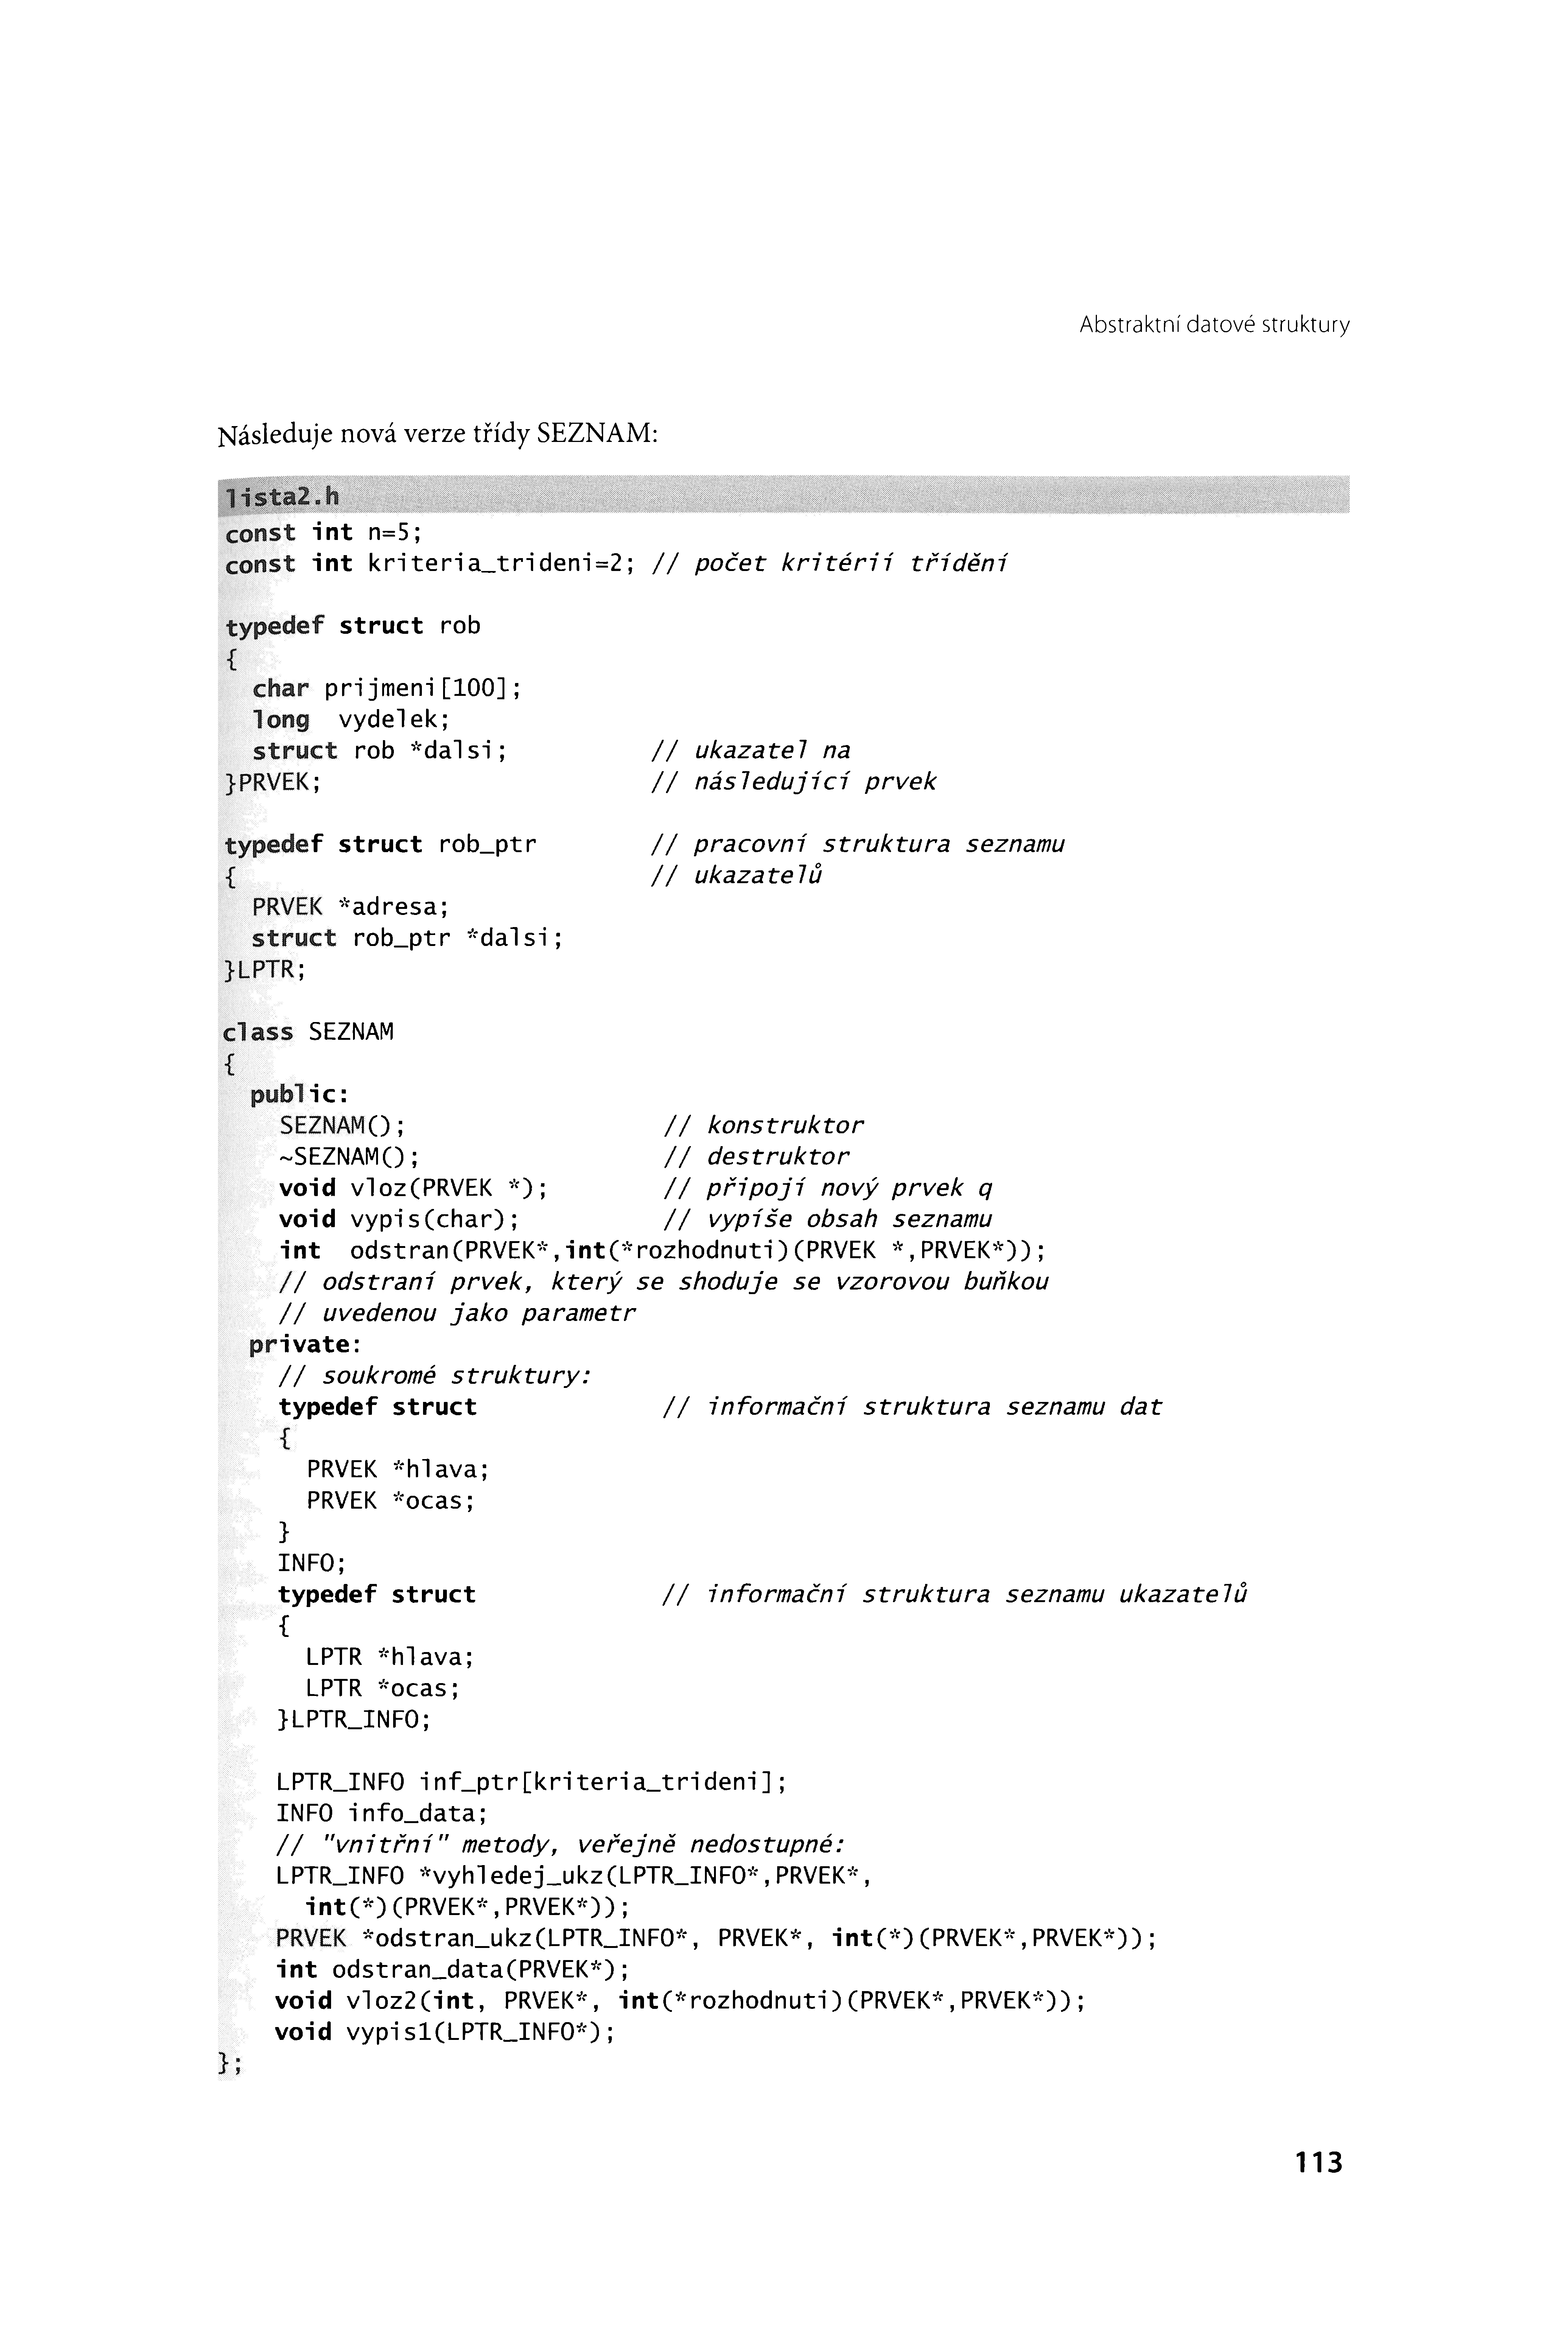 Abstraktní datové struktury
Následuje nová verze třídy SEZNAM:
lista2.h
const int n=5;
const int kriteria_trideni=2; // počet kritérií třídění
typedef struct rob
{
char prijmeni[100];
long vydelek;
struct rob *dalsi; // ukazatel na
}PRVEK; // následující prvek
typedef struct rob_ptr // pracovní struktura seznamu
{ // ukazatelů
PRVEK *adresa;
struct rob_ptr *dalsi;
}LPTR;
class SEZNAM
{
public:
SEZNAM(); // konstruktor
~SEZNAM(); // destruktor
void vloz(PRVEK *); // připojí nový prvek q
void vypis(char); // vypíše obsah seznamu
int odstran(PRVEK*,int(*rozhodnuti)(PRVEK *,PRVEK*));
// odstraní prvek, který se shoduje se vzorovou buňkou
// uvedenou jako parametr
private:
// soukromé struktury:
typedef struct // informační struktura seznamu dat
{
PRVEK *hlava;
PRVEK *ocas;
}
INFO;
typedef struct // informační struktura seznamu ukazatelů
{
LPTR *hlava;
LPTR *ocas;
}LPTR_INFO;
LPTR_INFO inf_ptr[kriteria_trideni];
INFO info_data;
// "vnitřní" metody, veřejně nedostupné:
LPTR_INFO *vyhledej_ukz(LPTR_INFO*,PRVEK*,
int(*)(PRVEK*,PRVEK*));
PRVEK *odstran_ukz(LPTR_INFO*, PRVEK*, int(*)(PRVEK*,PRVEK*));
int odstran_data(PRVEK*);
void vloz2(int, PRVEK*, int(*rozhodnuti)(PRVEK*,PRVEK*));
void vypis1(LPTR_INFO*);
};
113